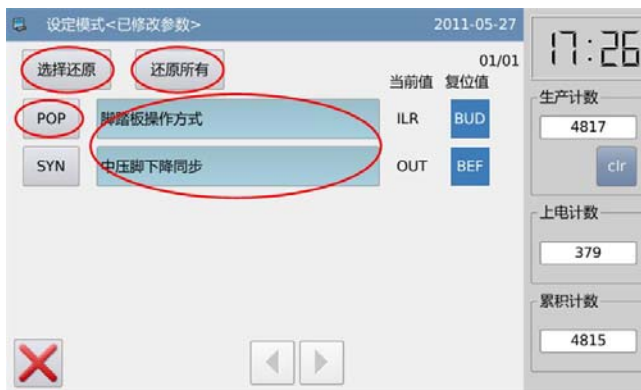 设定模式<已修改参数>
2011-05-27
选择还原
还原所有
01/01
当前值 复位值
POP 脚踏板操作方式 ILR BUD
SYN 中压脚下降同步 OUT BEF
17:26
生产计数
4817
clr
上电计数
379
累积计数
4815